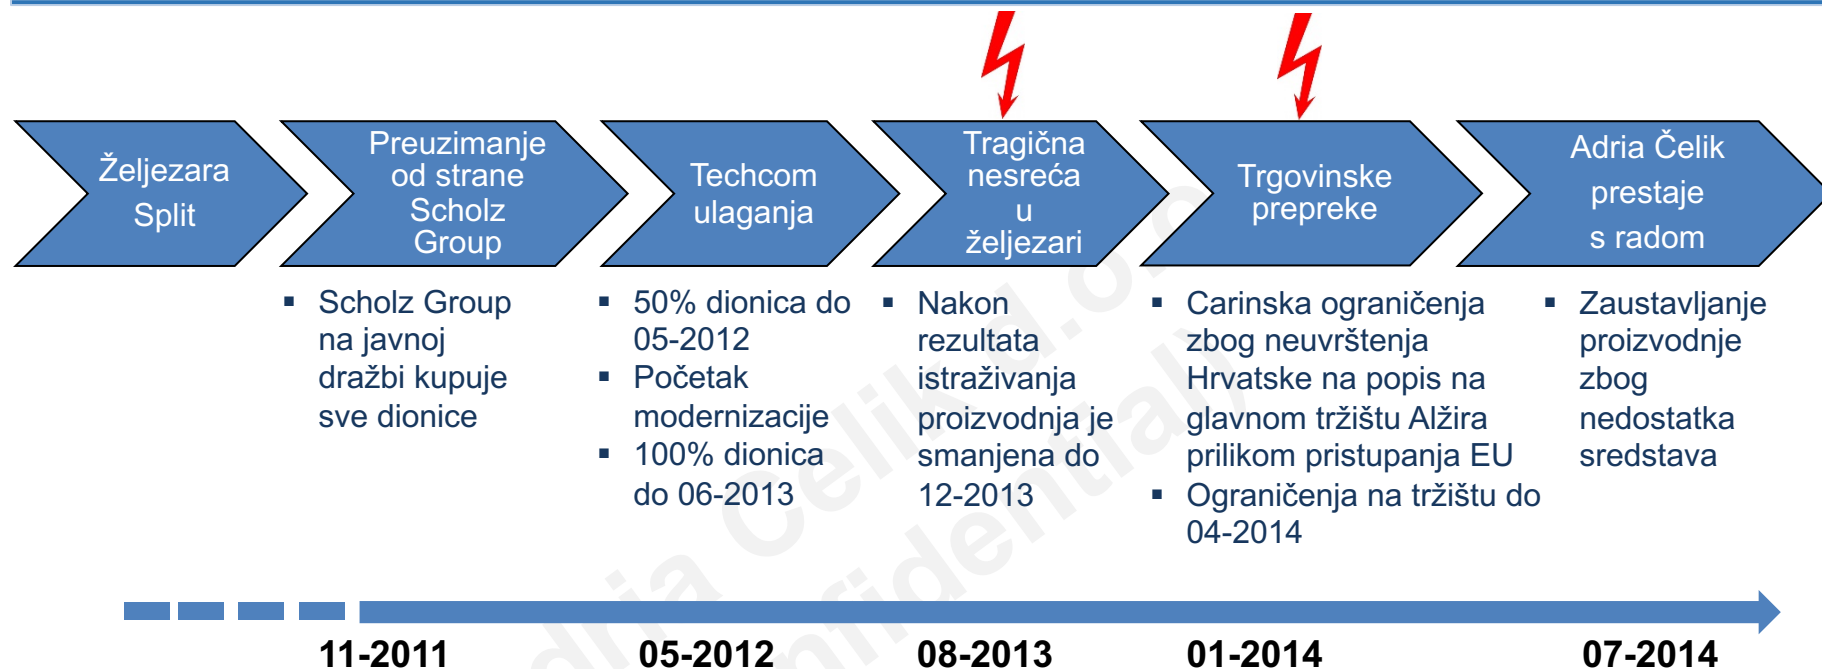 Željezara
Split
Preuzimanje
od strane
Scholz
Group
Techcom
ulaganja
Tragična
nesreća
u
željezari
Trgovinske
prepreke
Adria Čelik
prestaje
s radom
▪ Scholz Group
na javnoj
dražbi kupuje
sve dionice
▪ 50% dionica do
05-2012
▪ Početak
modernizacije
▪ 100% dionica
do 06-2013
▪ Nakon
rezultata
istraživanja
proizvodnja je
smanjena do
12-2013
▪ Carinska ograničenja
zbog neuvrštenja
Hrvatske na popis na
glavnom tržištu Alžira
prilikom pristupanja EU
▪ Ograničenja na tržištu do
04-2014
▪ Zaustavljanje
proizvodnje
zbog
nedostatka
sredstava
11-2011
05-2012
08-2013
01-2014
07-2014